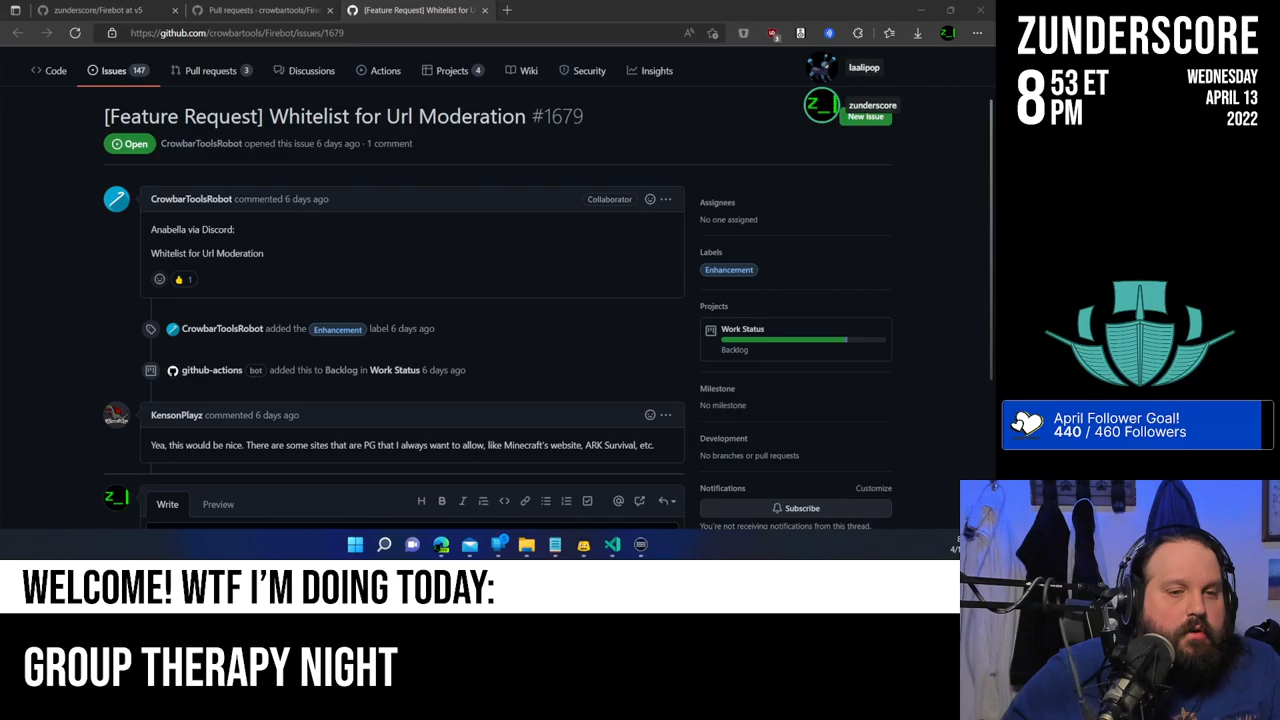 zunderscore/Firebot at v5
Pull requests · crowbartools/Fire
[Feature Request] Whitelist for U
https://github.com/crowbartools/Firebot/issues/1679
Code
Issues 147
Pull requests 3
Discussions
Actions
Projects 4
Wiki
Security
Insights
laalipop
zunderscore
New issue
[Feature Request] Whitelist for Url Moderation #1679
Open CrowbarToolsRobot opened this issue 6 days ago · 1 comment
CrowbarToolsRobot commented 6 days ago
Collaborator
Anabella via Discord:
Whitelist for Url Moderation
1
CrowbarToolsRobot added the Enhancement label 6 days ago
github-actions bot added this to Backlog in Work Status 6 days ago
KensonPlayz commented 6 days ago
Yea, this would be nice. There are some sites that are PG that I always want to allow, like Minecraft's website, ARK Survival, etc.
Write Preview
Assignees
No one assigned
Labels
Enhancement
Projects
Work Status
Backlog
Milestone
No milestone
Development
No branches or pull requests
Notifications Customize
Subscribe
You're not receiving notifications from this thread.
ZUNDERSCORE
8 53 ET
PM
WEDNESDAY
APRIL 13
2022
April Follower Goal!
440 / 460 Followers
WELCOME! WTF I'M DOING TODAY:
GROUP THERAPY NIGHT